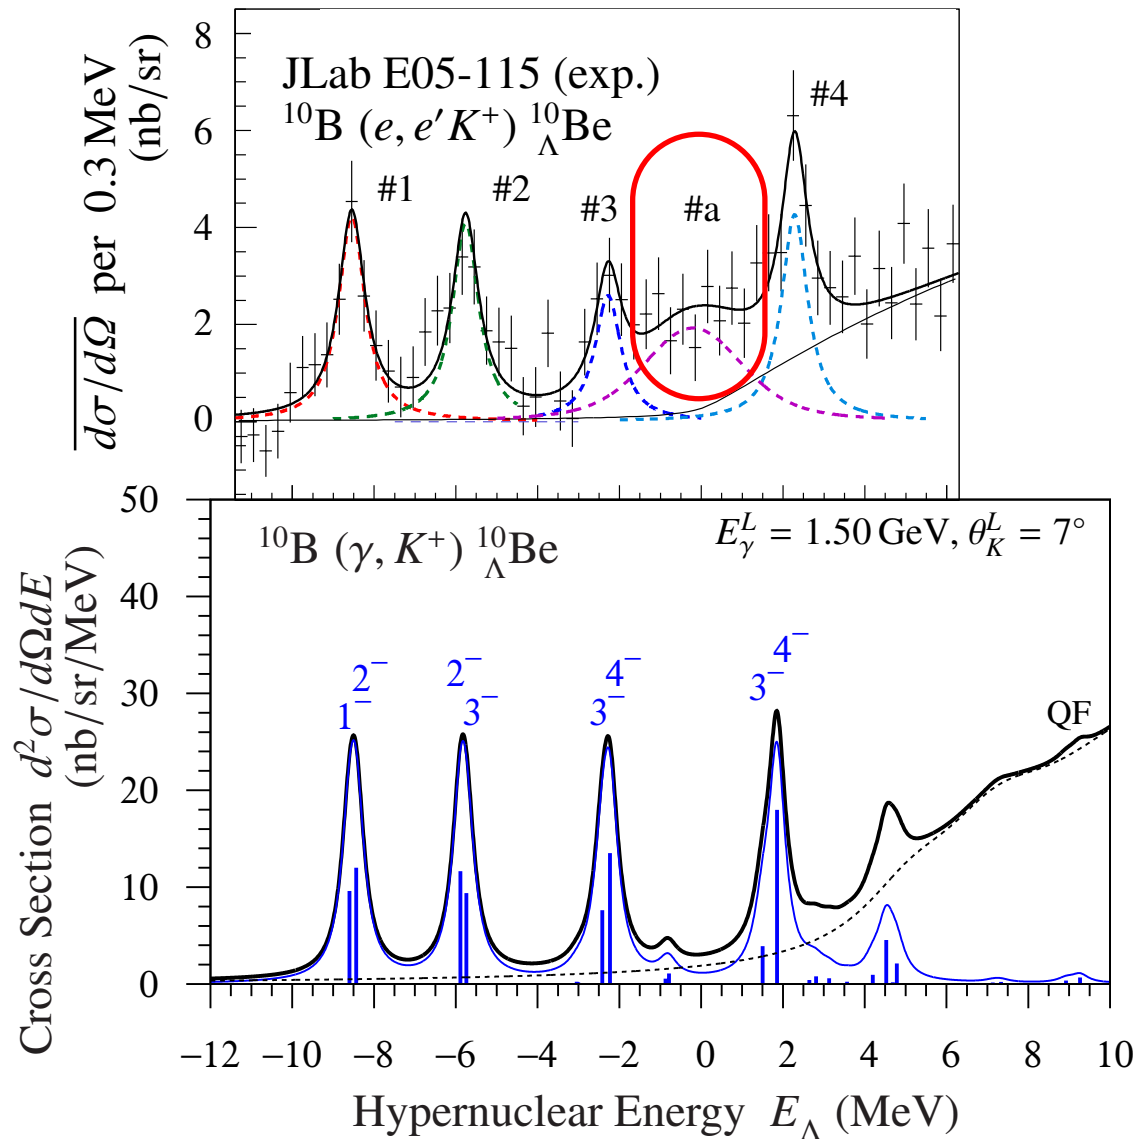 8
6
4
2
0
dσ/dΩ per 0.3 MeV
(nb/sr)
JLab E05-115 (exp.)
¹⁰B (e, e′K⁺) ¹⁰ΛBe
#1
#2
#3
#a
#4
50
40
30
20
10
0
Cross Section d²σ/dΩdE
(nb/sr/MeV)
¹⁰B (γ, K⁺) ¹⁰ΛBe
E^L_γ = 1.50 GeV, θ^L_K = 7°
2⁻
1⁻
2⁻
3⁻
4⁻
3⁻
4⁻
3⁻
QF
−12 −10 −8 −6 −4 −2 0 2 4 6 8 10
Hypernuclear Energy E_Λ (MeV)